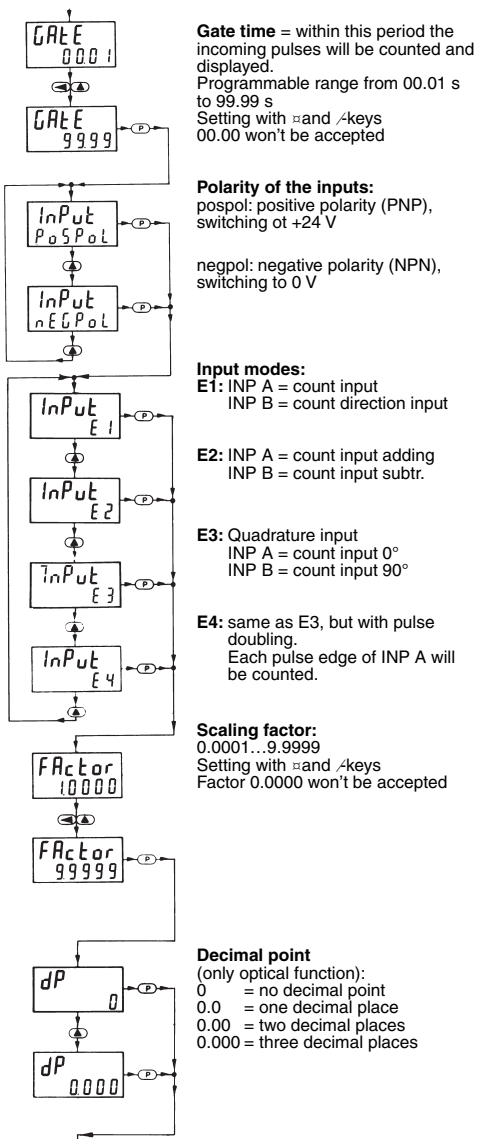 GAtE
00.01
Gate time = within this period the
incoming pulses will be counted and
displayed.
Programmable range from 00.01 s
to 99.99 s
Setting with ¤and ⁄-keys
00.00 won't be accepted
GAtE
99.99
P
Polarity of the inputs:
pospol: positive polarity (PNP),
switching ot +24 V
InPut
PoSPoL
P
negpol: negative polarity (NPN),
switching to 0 V
InPut
nEGPoL
P
Input modes:
E1: INP A = count input
INP B = count direction input
InPut
E1
P
E2: INP A = count input adding
INP B = count input subtr.
InPut
E2
P
E3: Quadrature input
INP A = count input 0°
INP B = count input 90°
InPut
E3
P
E4: same as E3, but with pulse
doubling.
Each pulse edge of INP A will
be counted.
InPut
E4
P
Scaling factor:
0.0001…9.9999
Setting with ¤and ⁄-keys
Factor 0.0000 won't be accepted
FActor
1.0000
FActor
9.9999
P
Decimal point
(only optical function):
0 = no decimal point
0.0 = one decimal place
0.00 = two decimal places
0.000 = three decimal places
dP
0
P
dP
0.000
P